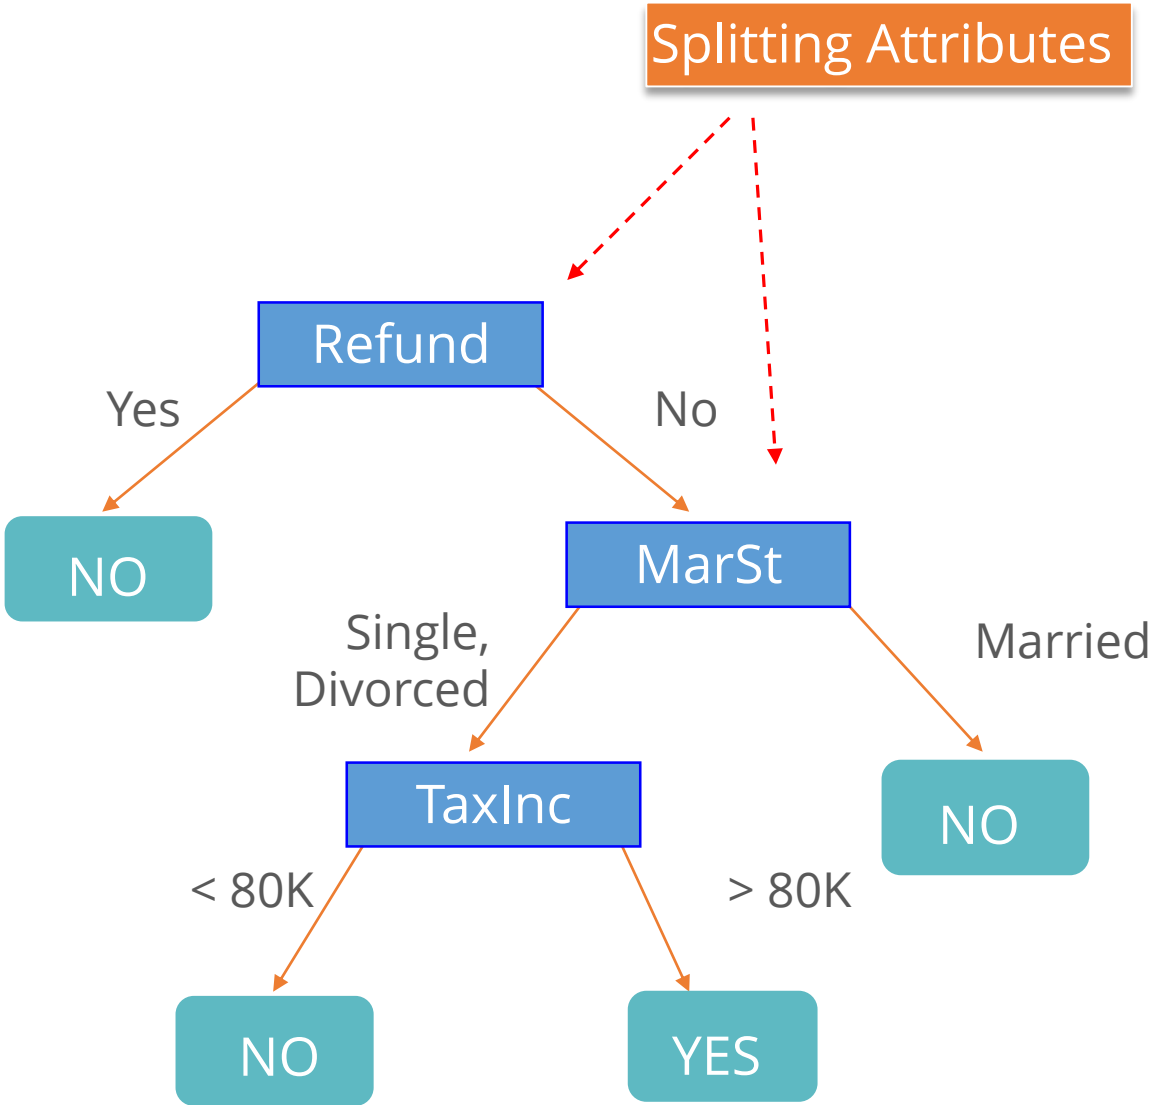 Splitting Attributes
Refund
Yes
No
NO
MarSt
Single,
Divorced
Married
TaxInc
NO
< 80K
> 80K
NO
YES